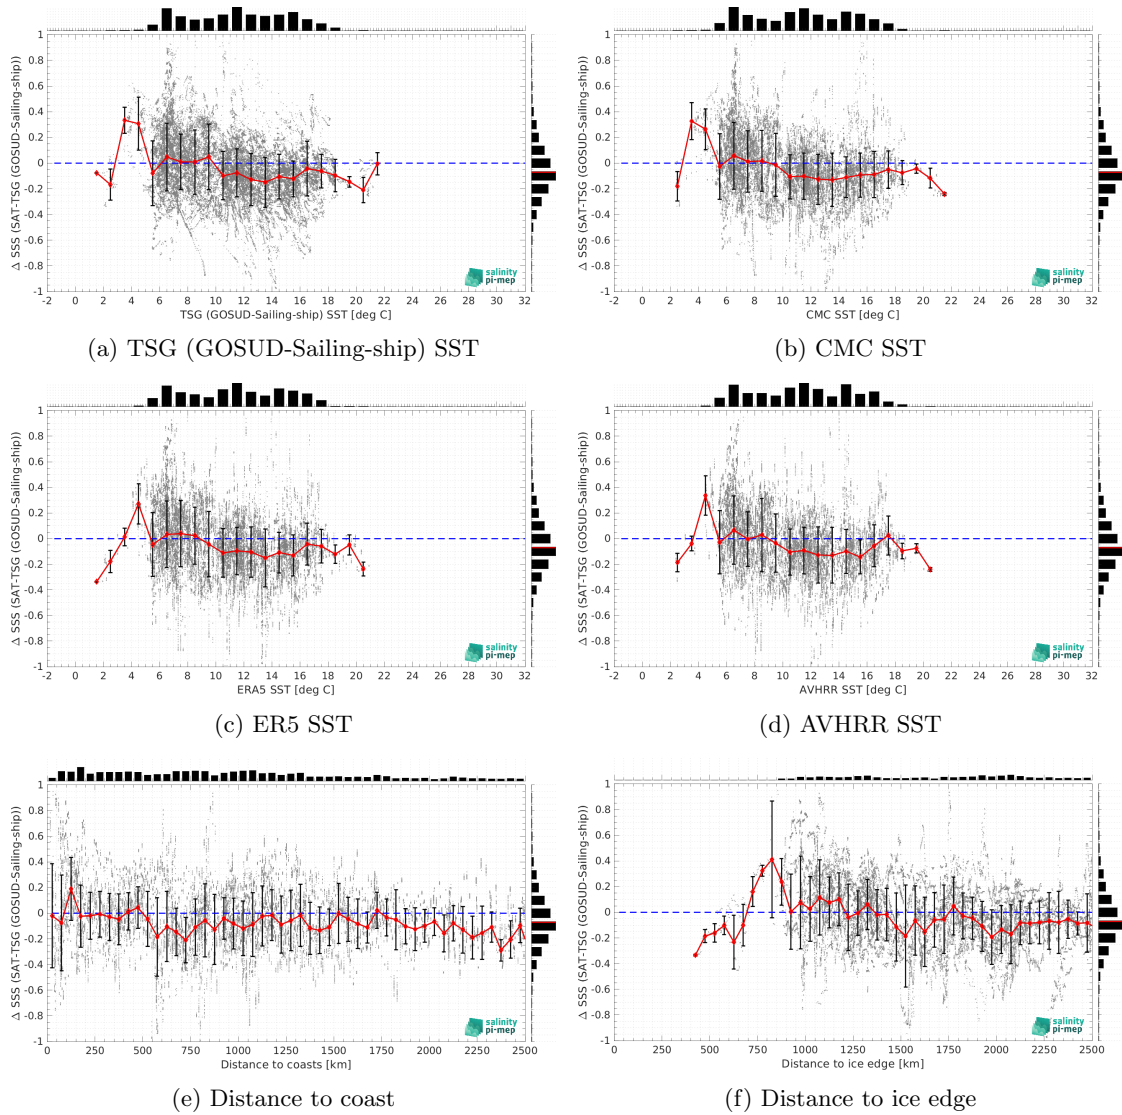 1
0.8
0.6
0.4
0.2
0
-0.2
-0.4
-0.6
-0.8
-1
Δ SSS (SAT-TSG (GOSUD-Sailing-ship))
salinity
pi-mep
-2 0 2 4 6 8 10 12 14 16 18 20 22 24 26 28 30 32
TSG (GOSUD-Sailing-ship) SST [deg C]
(a) TSG (GOSUD-Sailing-ship) SST
1
0.8
0.6
0.4
0.2
0
-0.2
-0.4
-0.6
-0.8
-1
Δ SSS (SAT-TSG (GOSUD-Sailing-ship))
salinity
pi-mep
-2 0 2 4 6 8 10 12 14 16 18 20 22 24 26 28 30 32
CMC SST [deg C]
(b) CMC SST
1
0.8
0.6
0.4
0.2
0
-0.2
-0.4
-0.6
-0.8
-1
Δ SSS (SAT-TSG (GOSUD-Sailing-ship))
salinity
pi-mep
-2 0 2 4 6 8 10 12 14 16 18 20 22 24 26 28 30 32
ERA5 SST [deg C]
(c) ER5 SST
1
0.8
0.6
0.4
0.2
0
-0.2
-0.4
-0.6
-0.8
-1
Δ SSS (SAT-TSG (GOSUD-Sailing-ship))
salinity
pi-mep
-2 0 2 4 6 8 10 12 14 16 18 20 22 24 26 28 30 32
AVHRR SST [deg C]
(d) AVHRR SST
1
0.8
0.6
0.4
0.2
0
-0.2
-0.4
-0.6
-0.8
-1
Δ SSS (SAT-TSG (GOSUD-Sailing-ship))
salinity
pi-mep
0 250 500 750 1000 1250 1500 1750 2000 2250 2500
Distance to coasts [km]
(e) Distance to coast
1
0.8
0.6
0.4
0.2
0
-0.2
-0.4
-0.6
-0.8
-1
Δ SSS (SAT-TSG (GOSUD-Sailing-ship))
salinity
pi-mep
0 250 500 750 1000 1250 1500 1750 2000 2250 2500
Distance to ice edge [km]
(f) Distance to ice edge